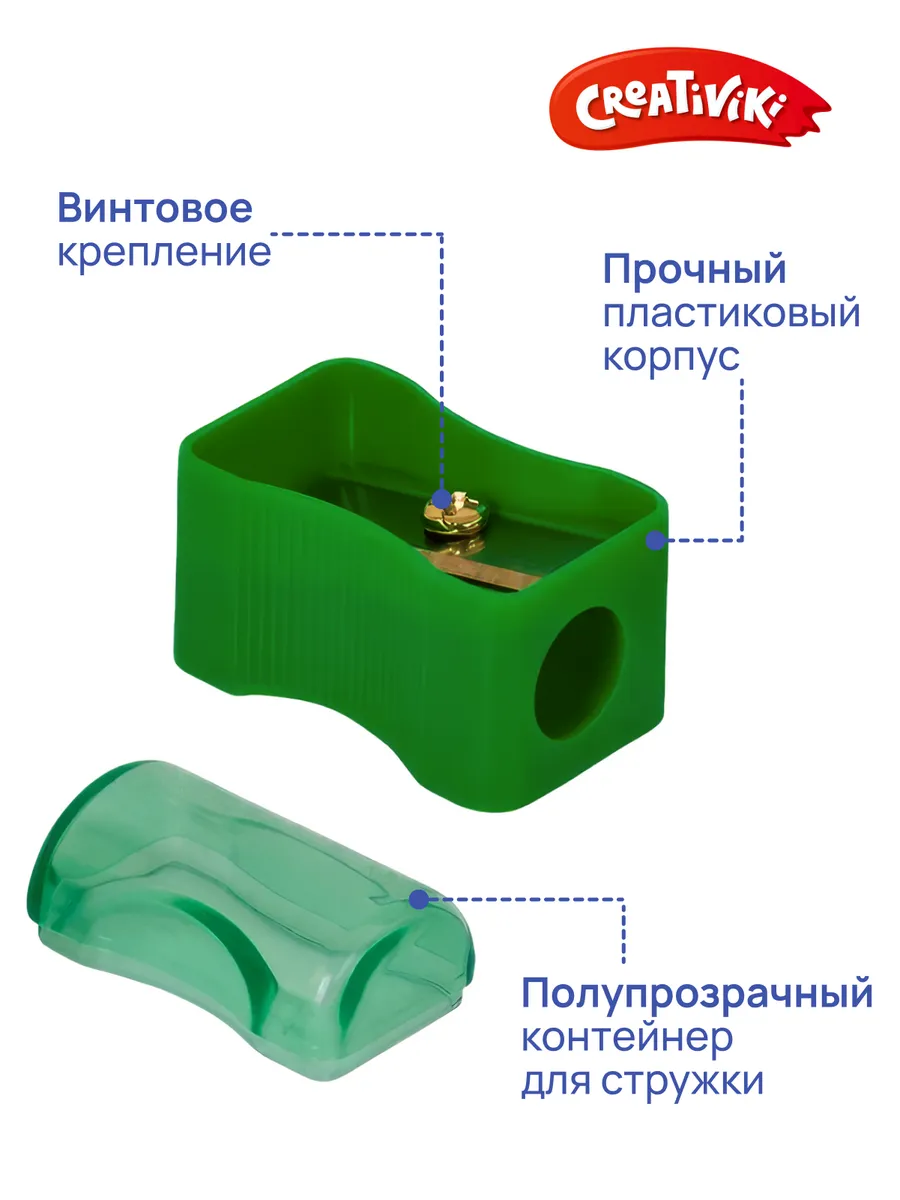 CREATIVIKI
Винтовое
крепление
Прочный
пластиковый
корпус
Полупрозрачный
контейнер
для стружки